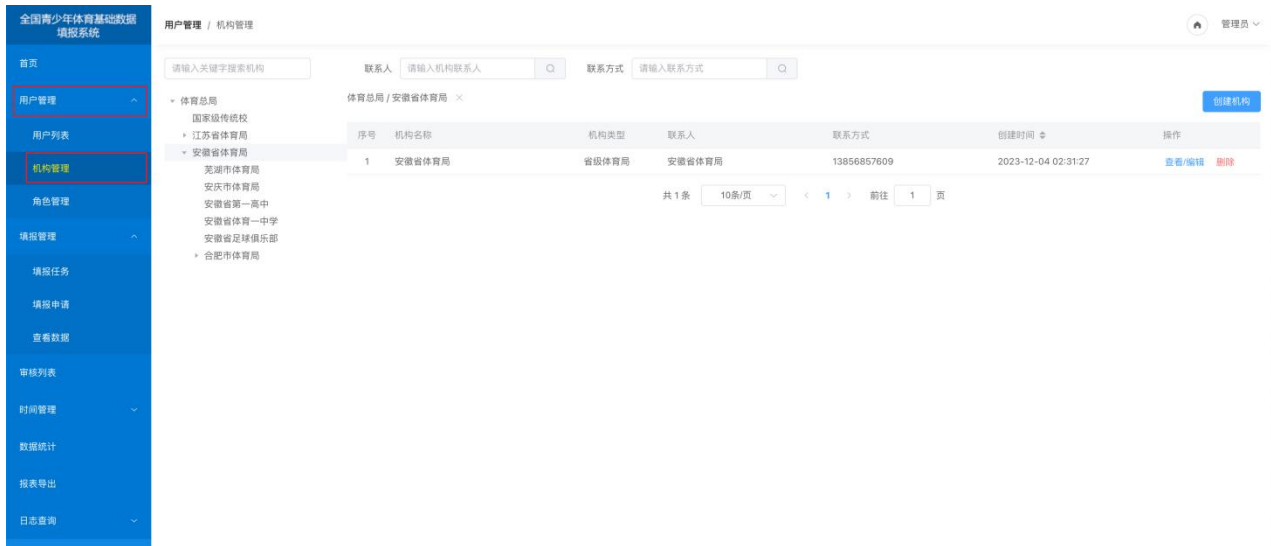 全国青少年体育基础数据
填报系统
用户管理 / 机构管理
管理员
首页
用户管理
用户列表
机构管理
角色管理
填报管理
填报任务
填报申请
查看数据
审核列表
时间管理
数据统计
报表导出
日志查询
请输入关键字搜索机构
体育总局
国家级传统校
江苏省体育局
安徽省体育局
芜湖市体育局
安庆市体育局
安徽省第一高中
安徽省体育一中学
安徽省足球俱乐部
合肥市体育局
联系人 请输入机构联系人 联系方式 请输入联系方式
体育总局 / 安徽省体育局 ×
创建机构
序号 机构名称 机构类型 联系人 联系方式 创建时间 操作
1 安徽省体育局 省级体育局 安徽省体育局 13856857609 2023-12-04 02:31:27 查看/编辑 删除
共 1 条 10条/页 < 1 > 前往 1 页